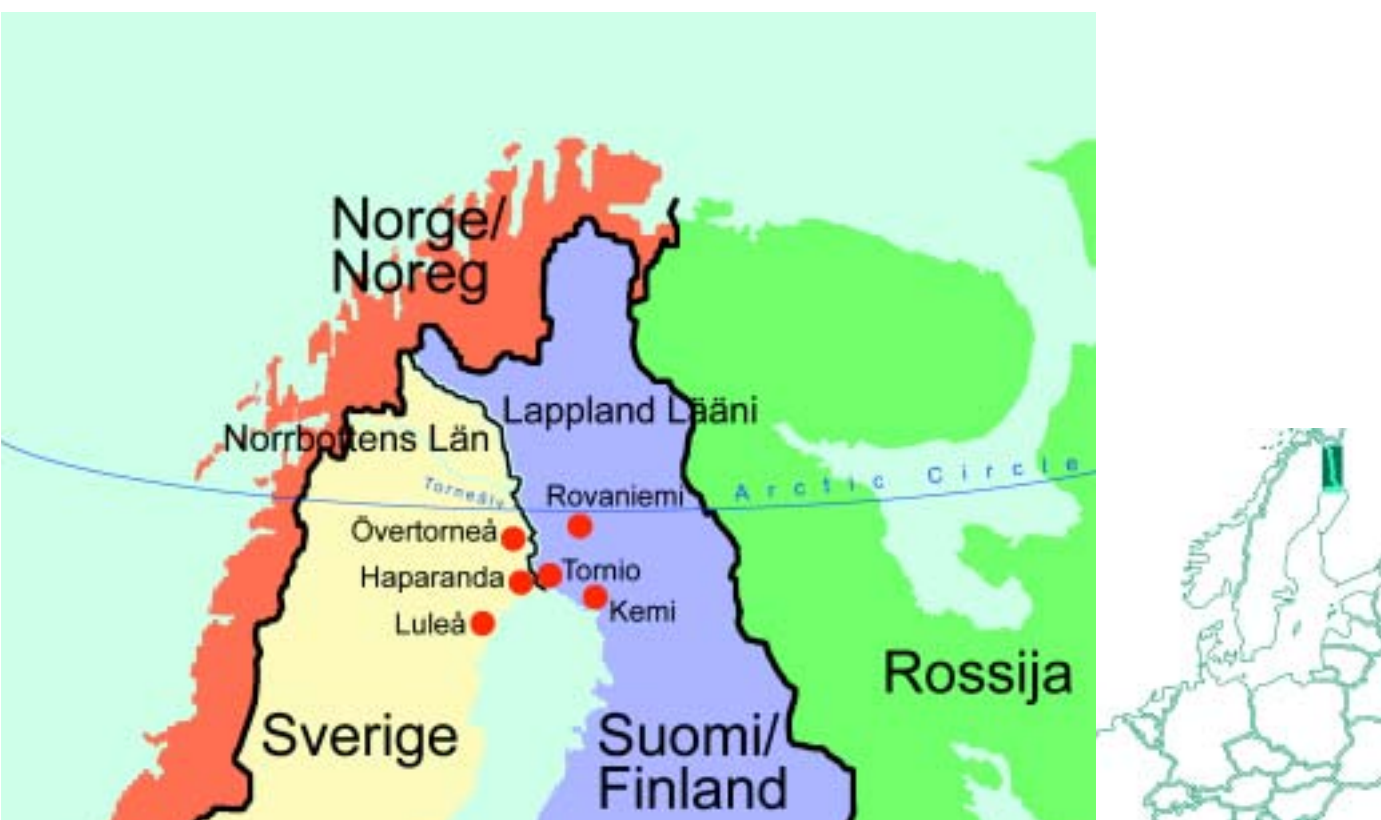 Norge/
Noreg
Lappland Lääni
Norrbottens Län
Arctic Circle
Torneälv
Rovaniemi
Övertorneå
Haparanda
Tornio
Luleå
Kemi
Rossija
Sverige
Suomi/
Finland